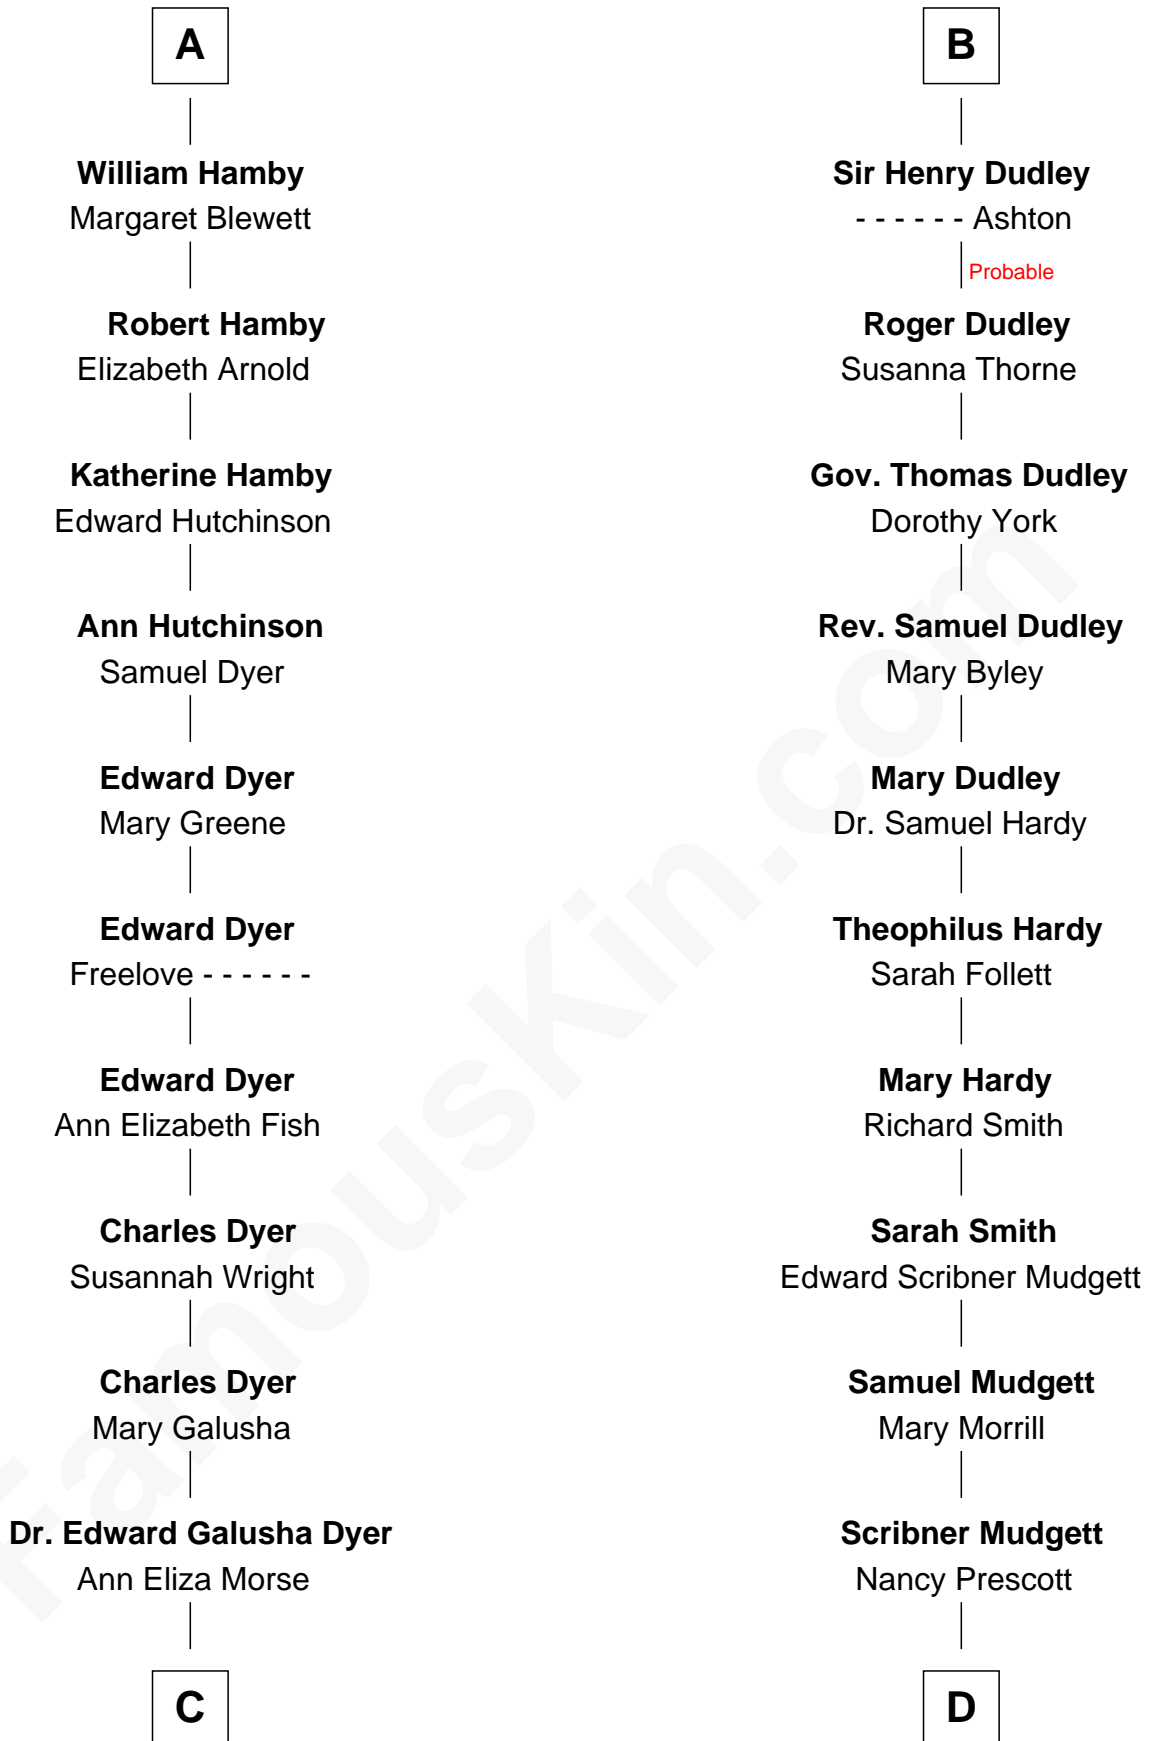 A
William Hamby
Margaret Blewett
Robert Hamby
Elizabeth Arnold
Katherine Hamby
Edward Hutchinson
Ann Hutchinson
Samuel Dyer
Edward Dyer
Mary Greene
Edward Dyer
Freelove - - - - - -
Edward Dyer
Ann Elizabeth Fish
Charles Dyer
Susannah Wright
Charles Dyer
Mary Galusha
Dr. Edward Galusha Dyer
Ann Eliza Morse
C
B
Sir Henry Dudley
- - - - - - Ashton
Probable
Roger Dudley
Susanna Thorne
Gov. Thomas Dudley
Dorothy York
Rev. Samuel Dudley
Mary Byley
Mary Dudley
Dr. Samuel Hardy
Theophilus Hardy
Sarah Follett
Mary Hardy
Richard Smith
Sarah Smith
Edward Scribner Mudgett
Samuel Mudgett
Mary Morrill
Scribner Mudgett
Nancy Prescott
D
FamousKin.com